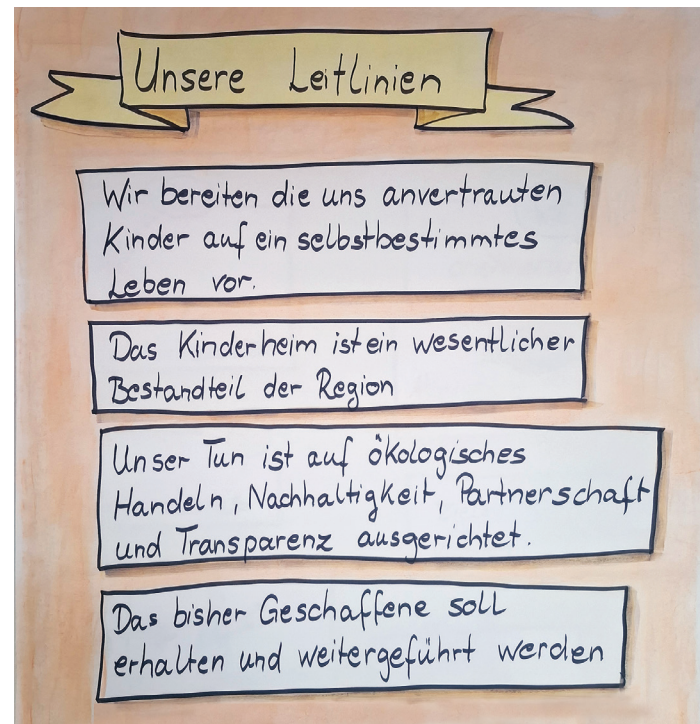 Unsere Leitlinien
Wir bereiten die uns anvertrauten
Kinder auf ein selbstbestimmtes
Leben vor.
Das Kinderheim ist ein wesentlicher
Bestandteil der Region
Unser Tun ist auf ökologisches
Handeln, Nachhaltigkeit, Partnerschaft
und Transparenz ausgerichtet.
Das bisher Geschaffene soll
erhalten und weitergeführt werden